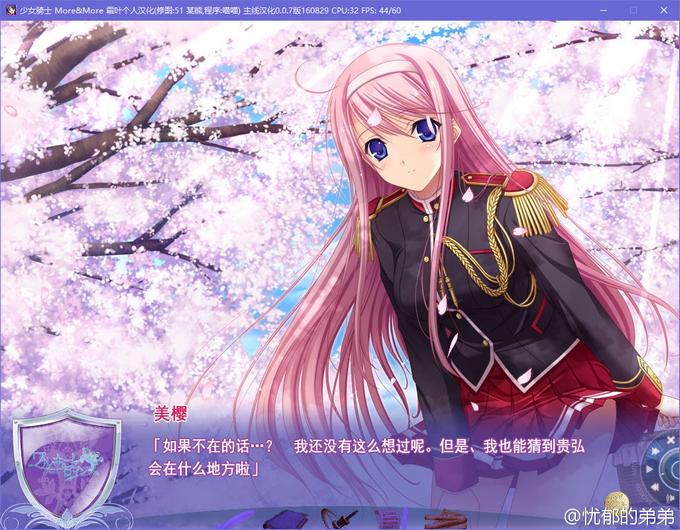 少女骑士 More&More 霜叶个人汉化(修图:51 某熊,程序:喵喵) 主线汉化0.0.7版160829 CPU:32 FPS: 44/60
美樱
「如果不在的话…？　我还没有这么想过呢。但是、我也能猜到贵弘
会在什么地方啦」
@忧郁的弟弟